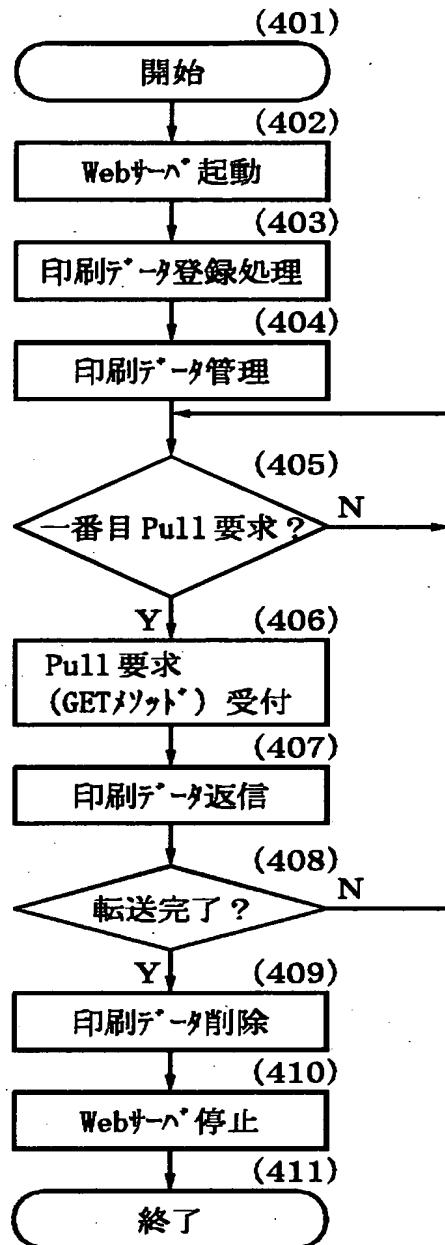 (401)
開始
(402)
Webｻｰﾊﾞ起動
(403)
印刷ﾃﾞｰﾀ登録処理
(404)
印刷ﾃﾞｰﾀ管理
(405)
一番目Pull要求？
N
Y
(406)
Pull要求
(GETﾒｿｯﾄﾞ) 受付
(407)
印刷ﾃﾞｰﾀ返信
(408)
転送完了？
N
Y
(409)
印刷ﾃﾞｰﾀ削除
(410)
Webｻｰﾊﾞ停止
(411)
終了